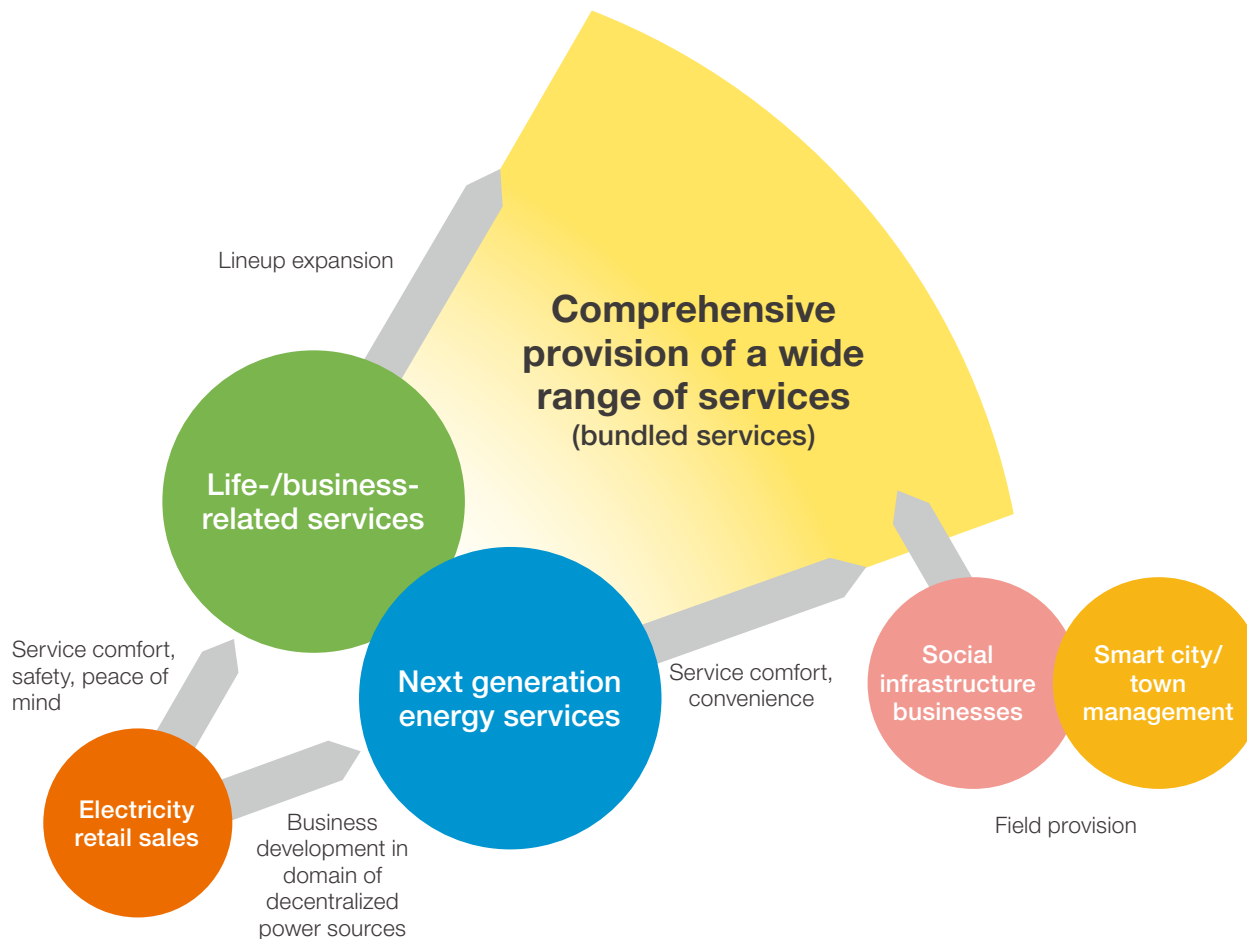 Lineup expansion
Comprehensive
provision of a wide
range of services
(bundled services)
Life-/business-
related services
Service comfort,
safety, peace of
mind
Next generation
energy services
Service comfort,
convenience
Social
infrastructure
businesses
Smart city/
town
management
Electricity
retail sales
Business
development in
domain of
decentralized
power sources
Field provision